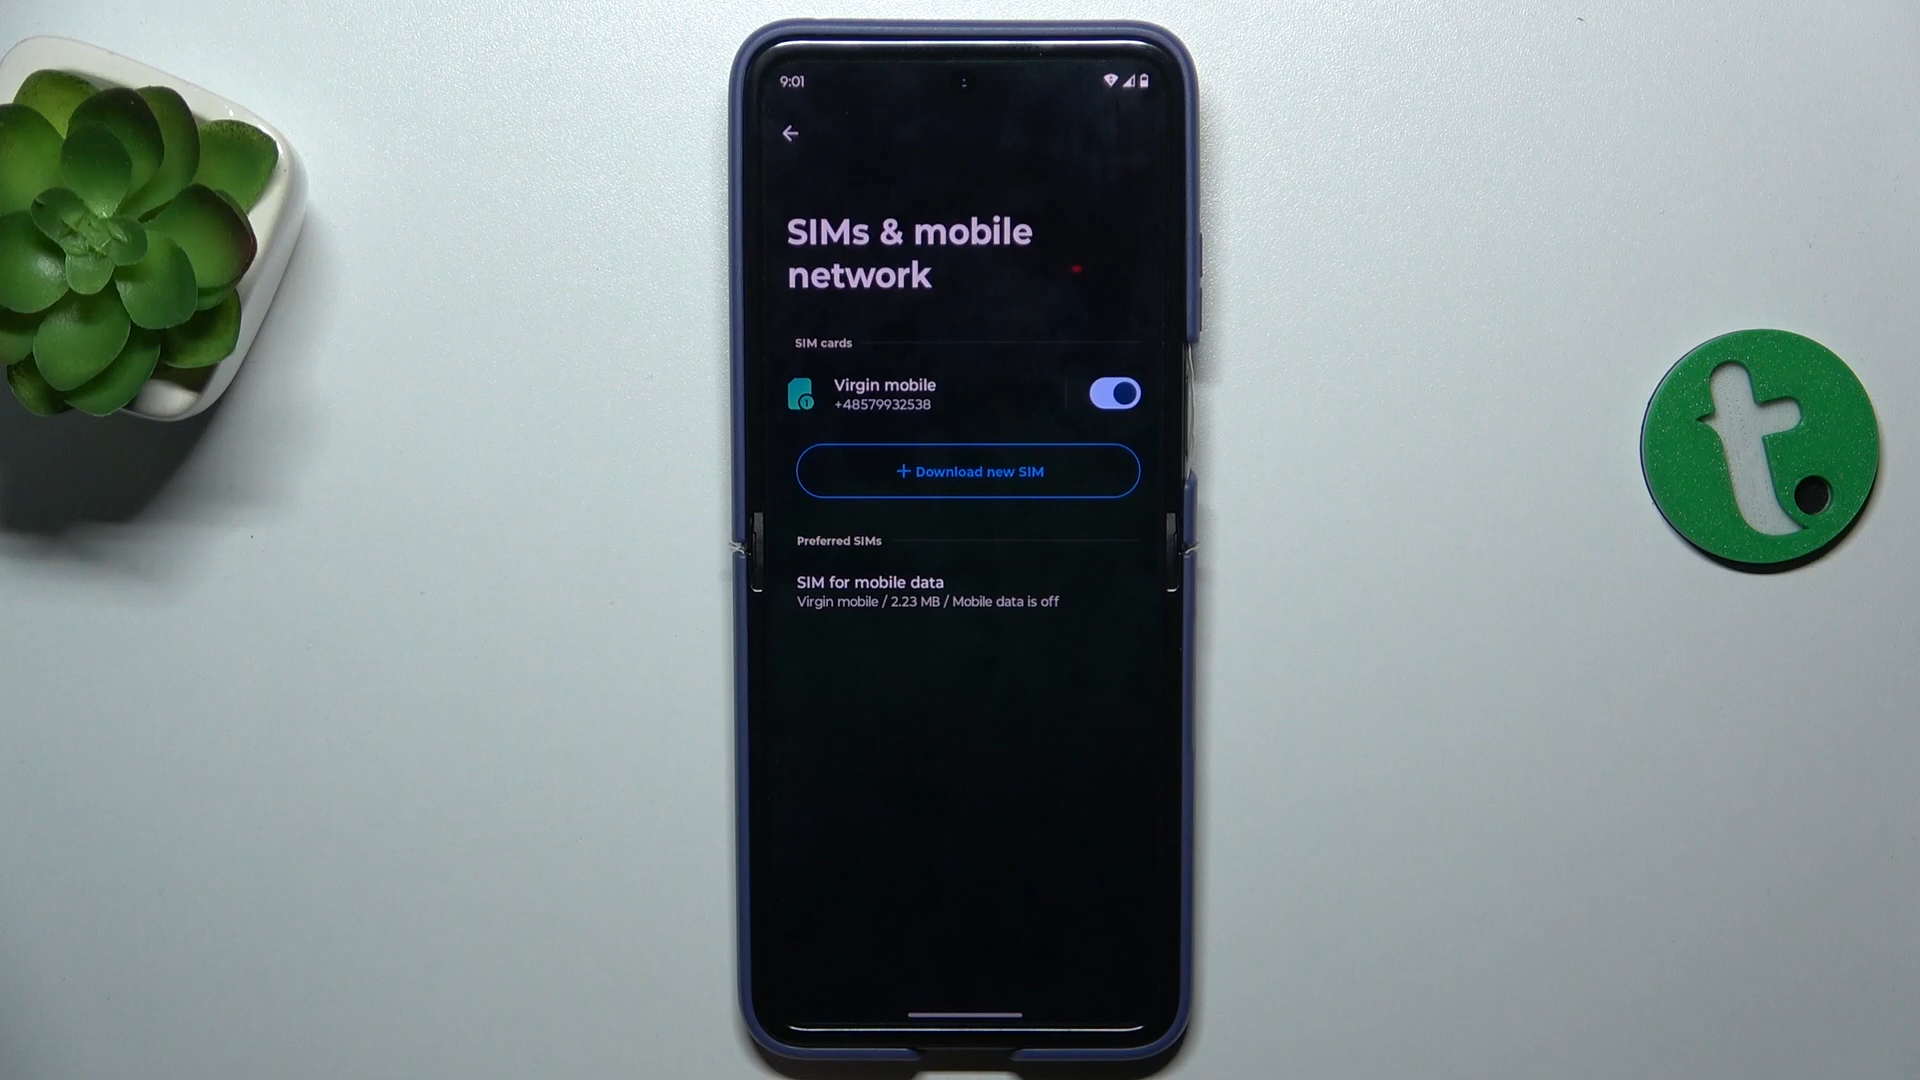 9:01
SIMs & mobile
network
SIM cards
Virgin mobile
+48579932538
+ Download new SIM
Preferred SIMs
SIM for mobile data
Virgin mobile / 2.23 MB / Mobile data is off
t.